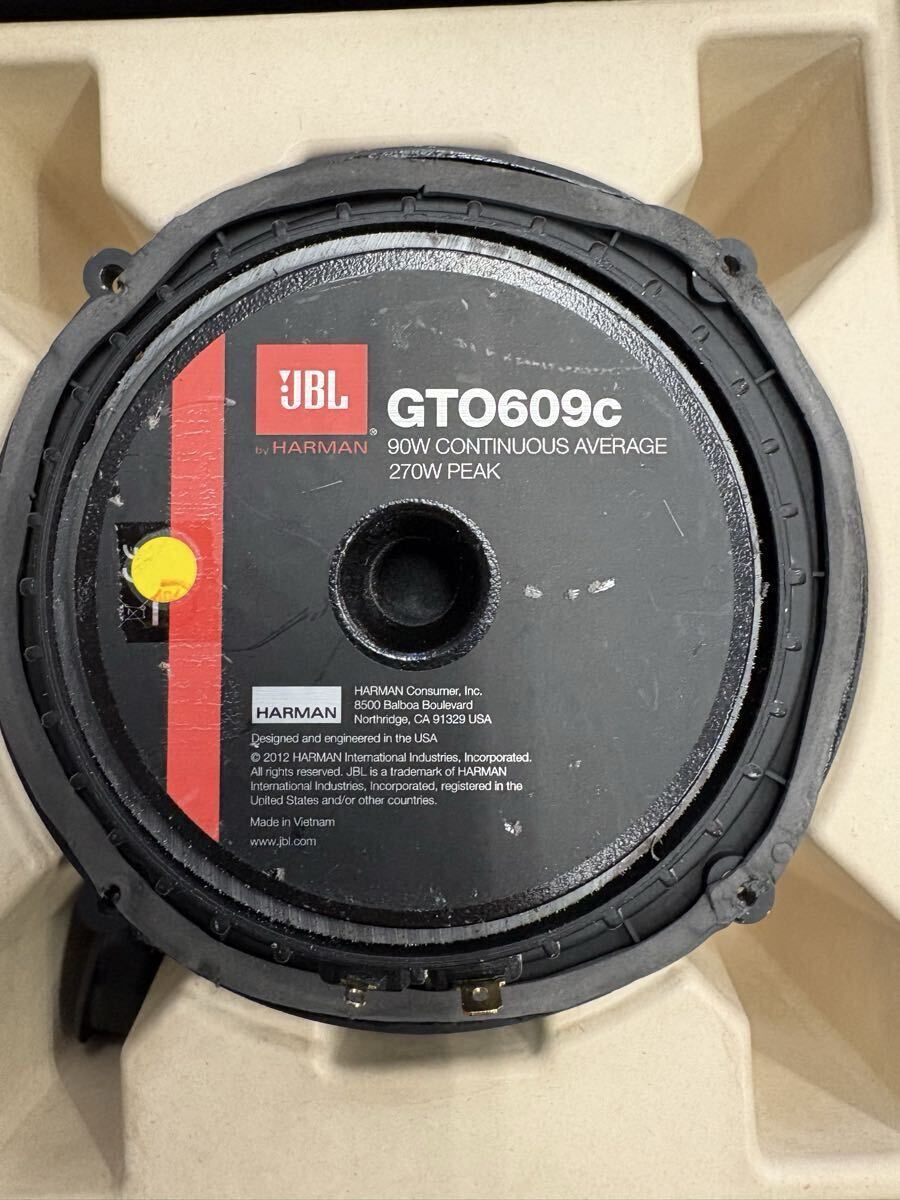 JBL
®
by HARMAN
GTO609c
90W CONTINUOUS AVERAGE
270W PEAK
HARMAN
HARMAN Consumer, Inc.
8500 Balboa Boulevard
Northridge, CA 91329 USA
Designed and engineered in the USA
© 2012 HARMAN International Industries, Incorporated.
All rights reserved. JBL is a trademark of HARMAN
International Industries, Incorporated, registered in the
United States and/or other countries.
Made in Vietnam
www.jbl.com